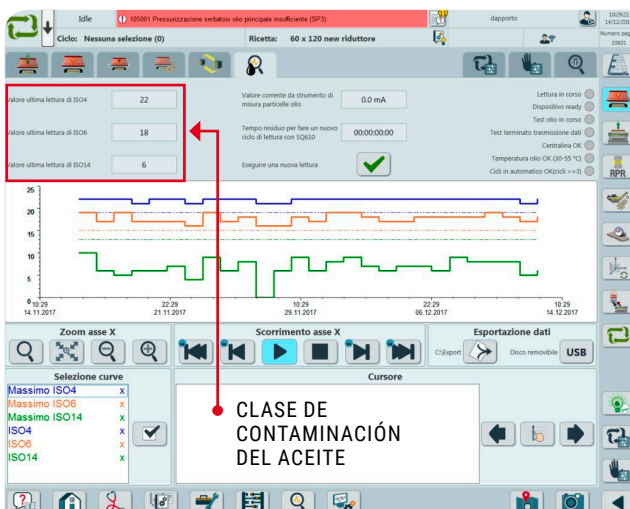 Idle
105001 Pressurizzazione serbatoio olio principale insufficiente (SP3)
dapporto
10:29:21
14/12/201
Ciclo: Nessuna selezione (0)
Ricetta: 60 x 120 new riduttore
Numero pag
20601
Valore ultima lettura di ISO4
22
Valore ultima lettura di ISO6
18
Valore ultima lettura di ISO14
6
Valore corrente da strumento di
misura particelle olio
0.0 mA
Tempo residuo per fare un nuovo
ciclo di lettura con SQ610
00:00:00:00
Eseguire una nuova lettura
Lettura in corso
Dispositivo ready
Test olio in corso
Test terminato trasmissione dati
Centralina OK
Temperatura olio OK (30-55 °C)
Cicli in automatico OK(cicli >=3)
RPR
25
20
15
10
5
0
10:29
14.11.2017
22:29
21.11.2017
10:29
29.11.2017
22:29
06.12.2017
10:29
14.12.2017
Zoom asse X
Scorrimento asse X
Esportazione dati
C:\Export
Disco removibile
USB
Selezione curve
Massimo ISO4 x
Massimo ISO6 x
Massimo ISO14 x
ISO4 x
ISO6 x
ISO14 x
Cursore
CLASE DE
CONTAMINACIÓN
DEL ACEITE